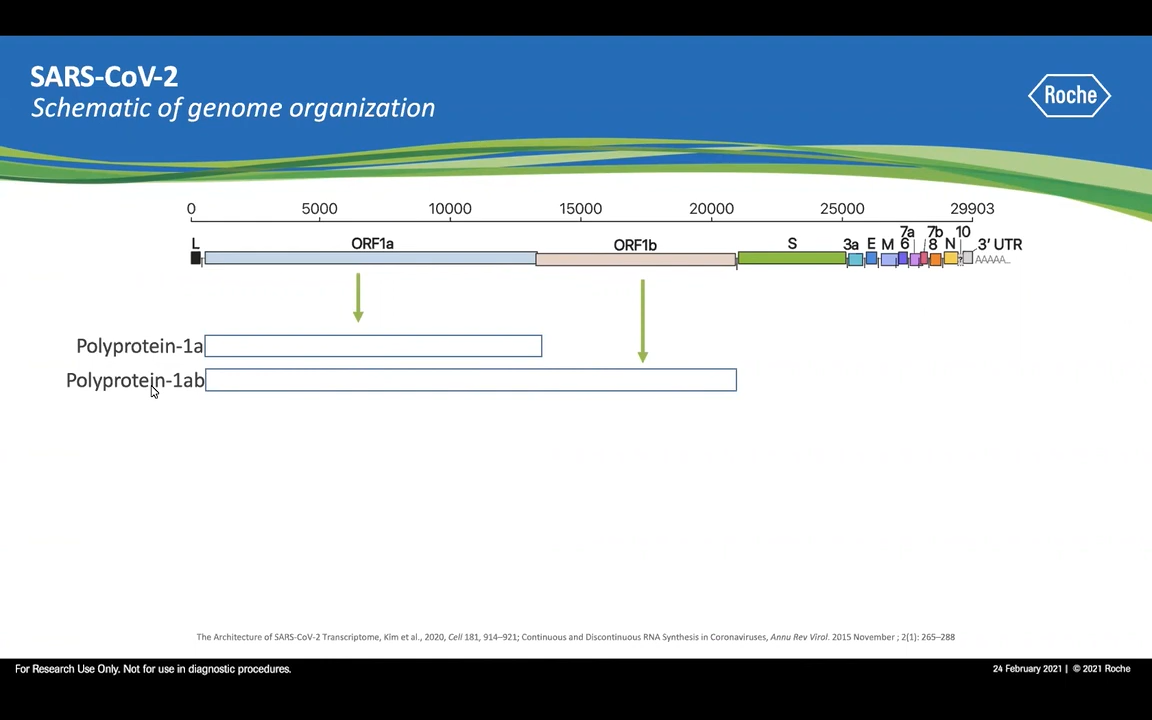 SARS-CoV-2
Schematic of genome organization
Roche
0 5000 10000 15000 20000 25000 29903
7a 7b 10
L ORF1a ORF1b S 3a E M 6 8 N 3' UTR
? AAAAA...
Polyprotein-1a
Polyprotein-1ab
The Architecture of SARS-CoV-2 Transcriptome, Kim et al., 2020, Cell 181, 914–921; Continuous and Discontinuous RNA Synthesis in Coronaviruses, Annu Rev Virol. 2015 November ; 2(1): 265–288
For Research Use Only. Not for use in diagnostic procedures.
24 February 2021 | © 2021 Roche